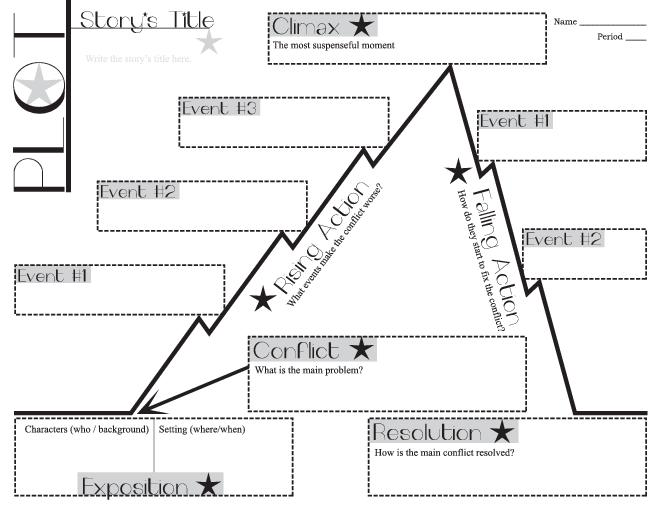 PLOT
Story's Title
Write the story's title here.
Climax
The most suspenseful moment
Name
Period
Event #3
Event #1
Event #2
Rising Action
What events make the conflict worse?
Falling Action
How do they start to fix the conflict?
Event #2
Event #1
Conflict
What is the main problem?
Characters (who / background)
Setting (where/when)
Exposition
Resolution
How is the main conflict resolved?